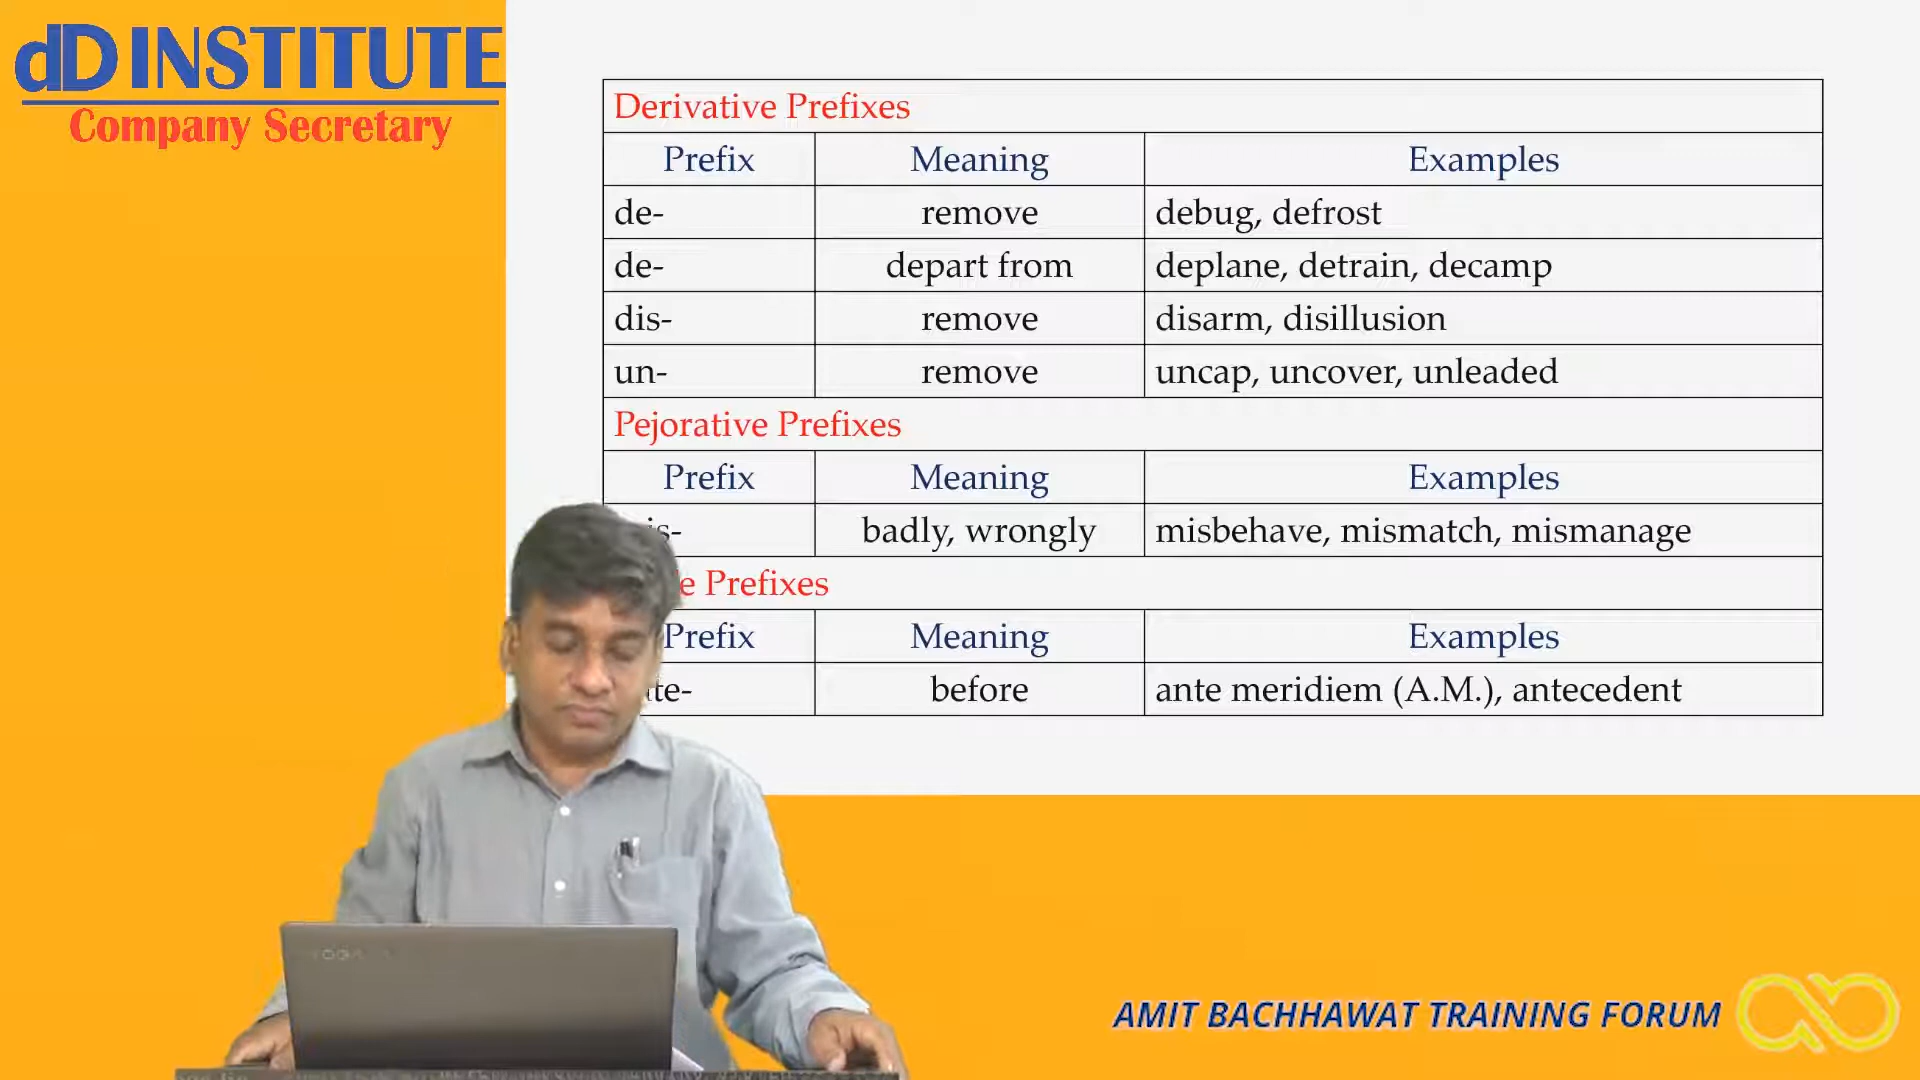 dD INSTITUTE
Company Secretary
Derivative Prefixes
Prefix Meaning Examples
de- remove debug, defrost
de- depart from deplane, detrain, decamp
dis- remove disarm, disillusion
un- remove uncap, uncover, unleaded
Pejorative Prefixes
Prefix Meaning Examples
badly, wrongly misbehave, mismatch, mismanage
Prefixes
Prefix Meaning Examples
before ante meridiem (A.M.), antecedent
AMIT BACHHAWAT TRAINING FORUM